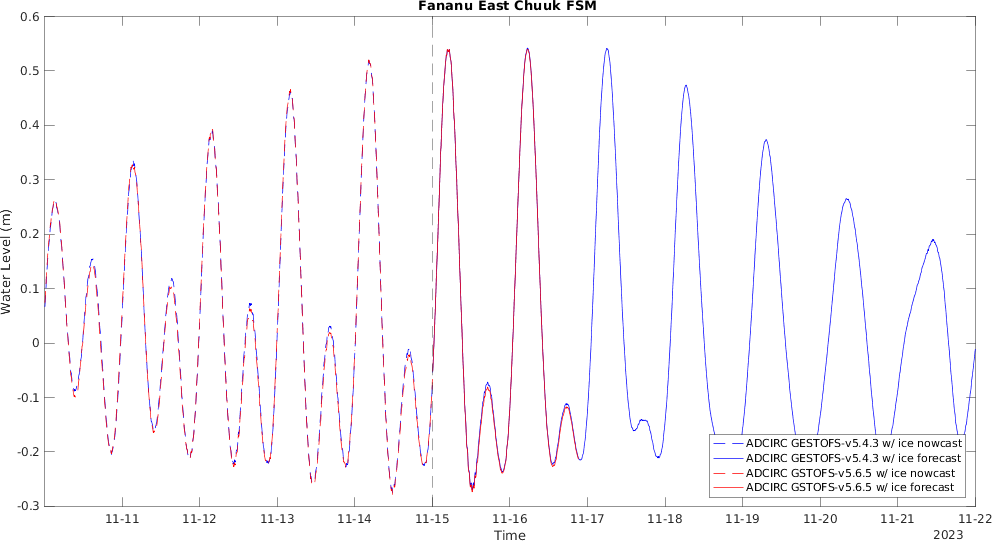 Fananu East Chuuk FSM
0.6
0.5
0.4
0.3
0.2
0.1
0
-0.1
-0.2
-0.3
Water Level (m)
ADCIRC GESTOFS-v5.4.3 w/ ice nowcast
ADCIRC GESTOFS-v5.4.3 w/ ice forecast
ADCIRC GSTOFS-v5.6.5 w/ ice nowcast
ADCIRC GSTOFS-v5.6.5 w/ ice forecast
11-11 11-12 11-13 11-14 11-15 11-16 11-17 11-18 11-19 11-20 11-21 11-22
Time
2023